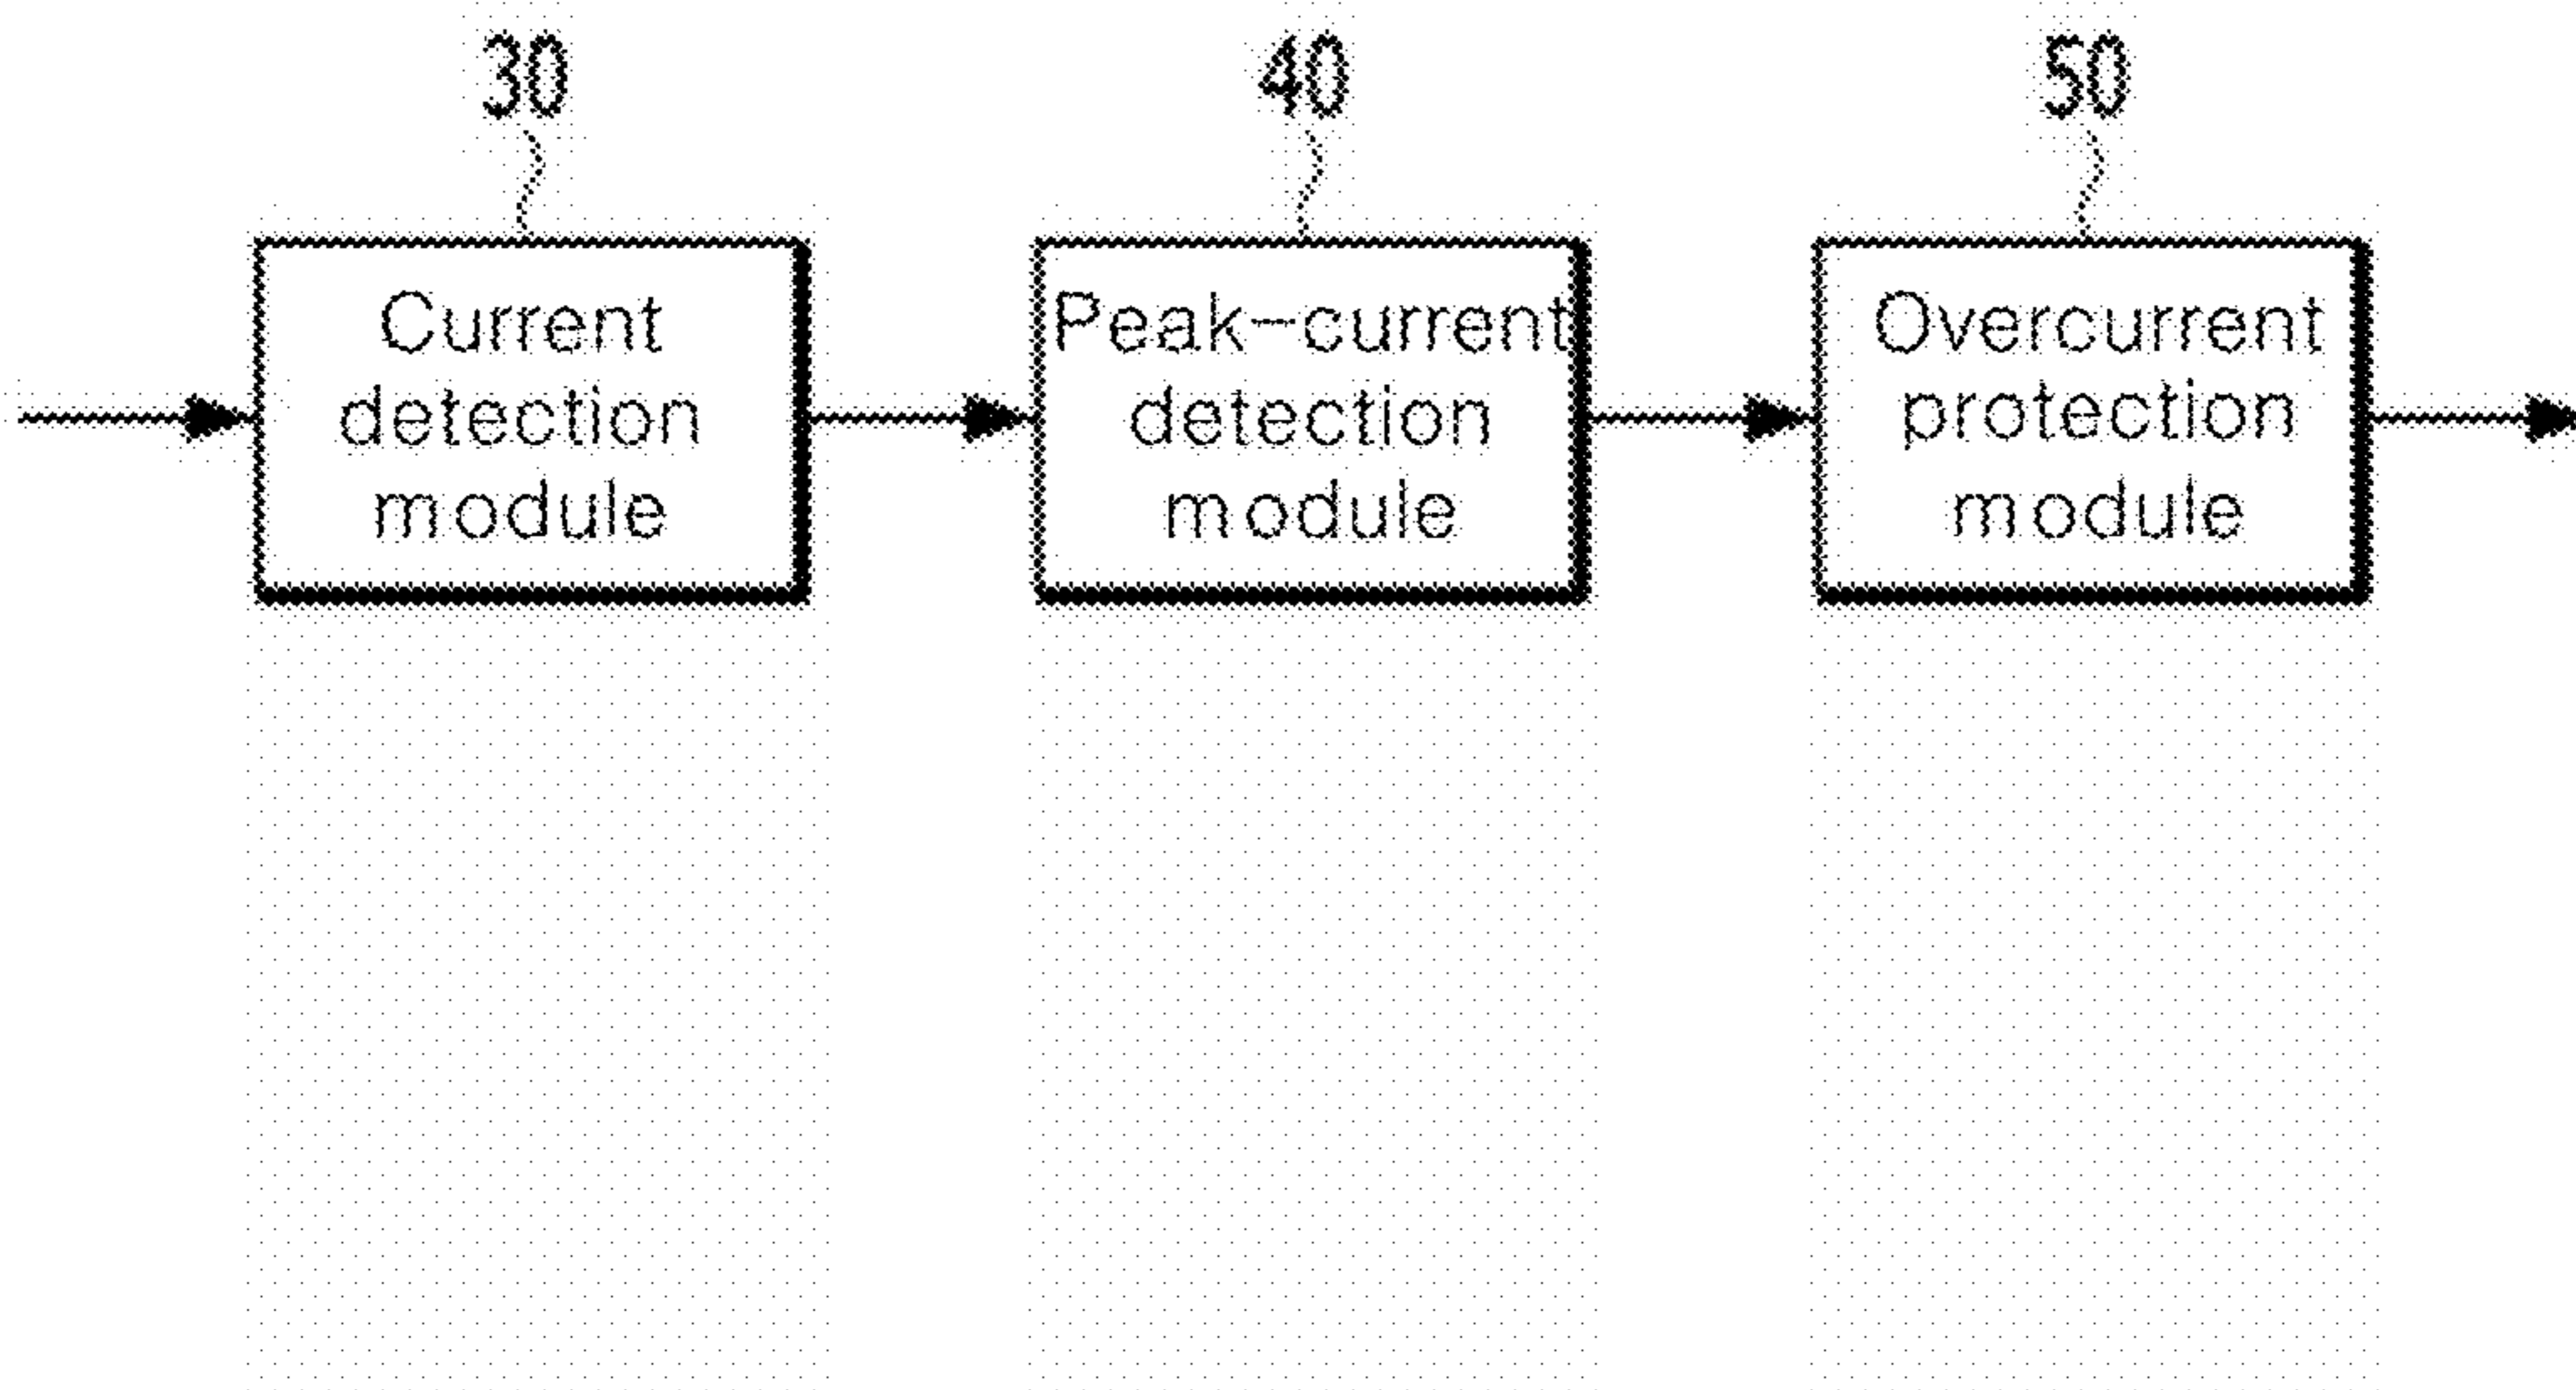 30
40
50
Current
detection
module
Peak-current
detection
module
Overcurrent
protection
module